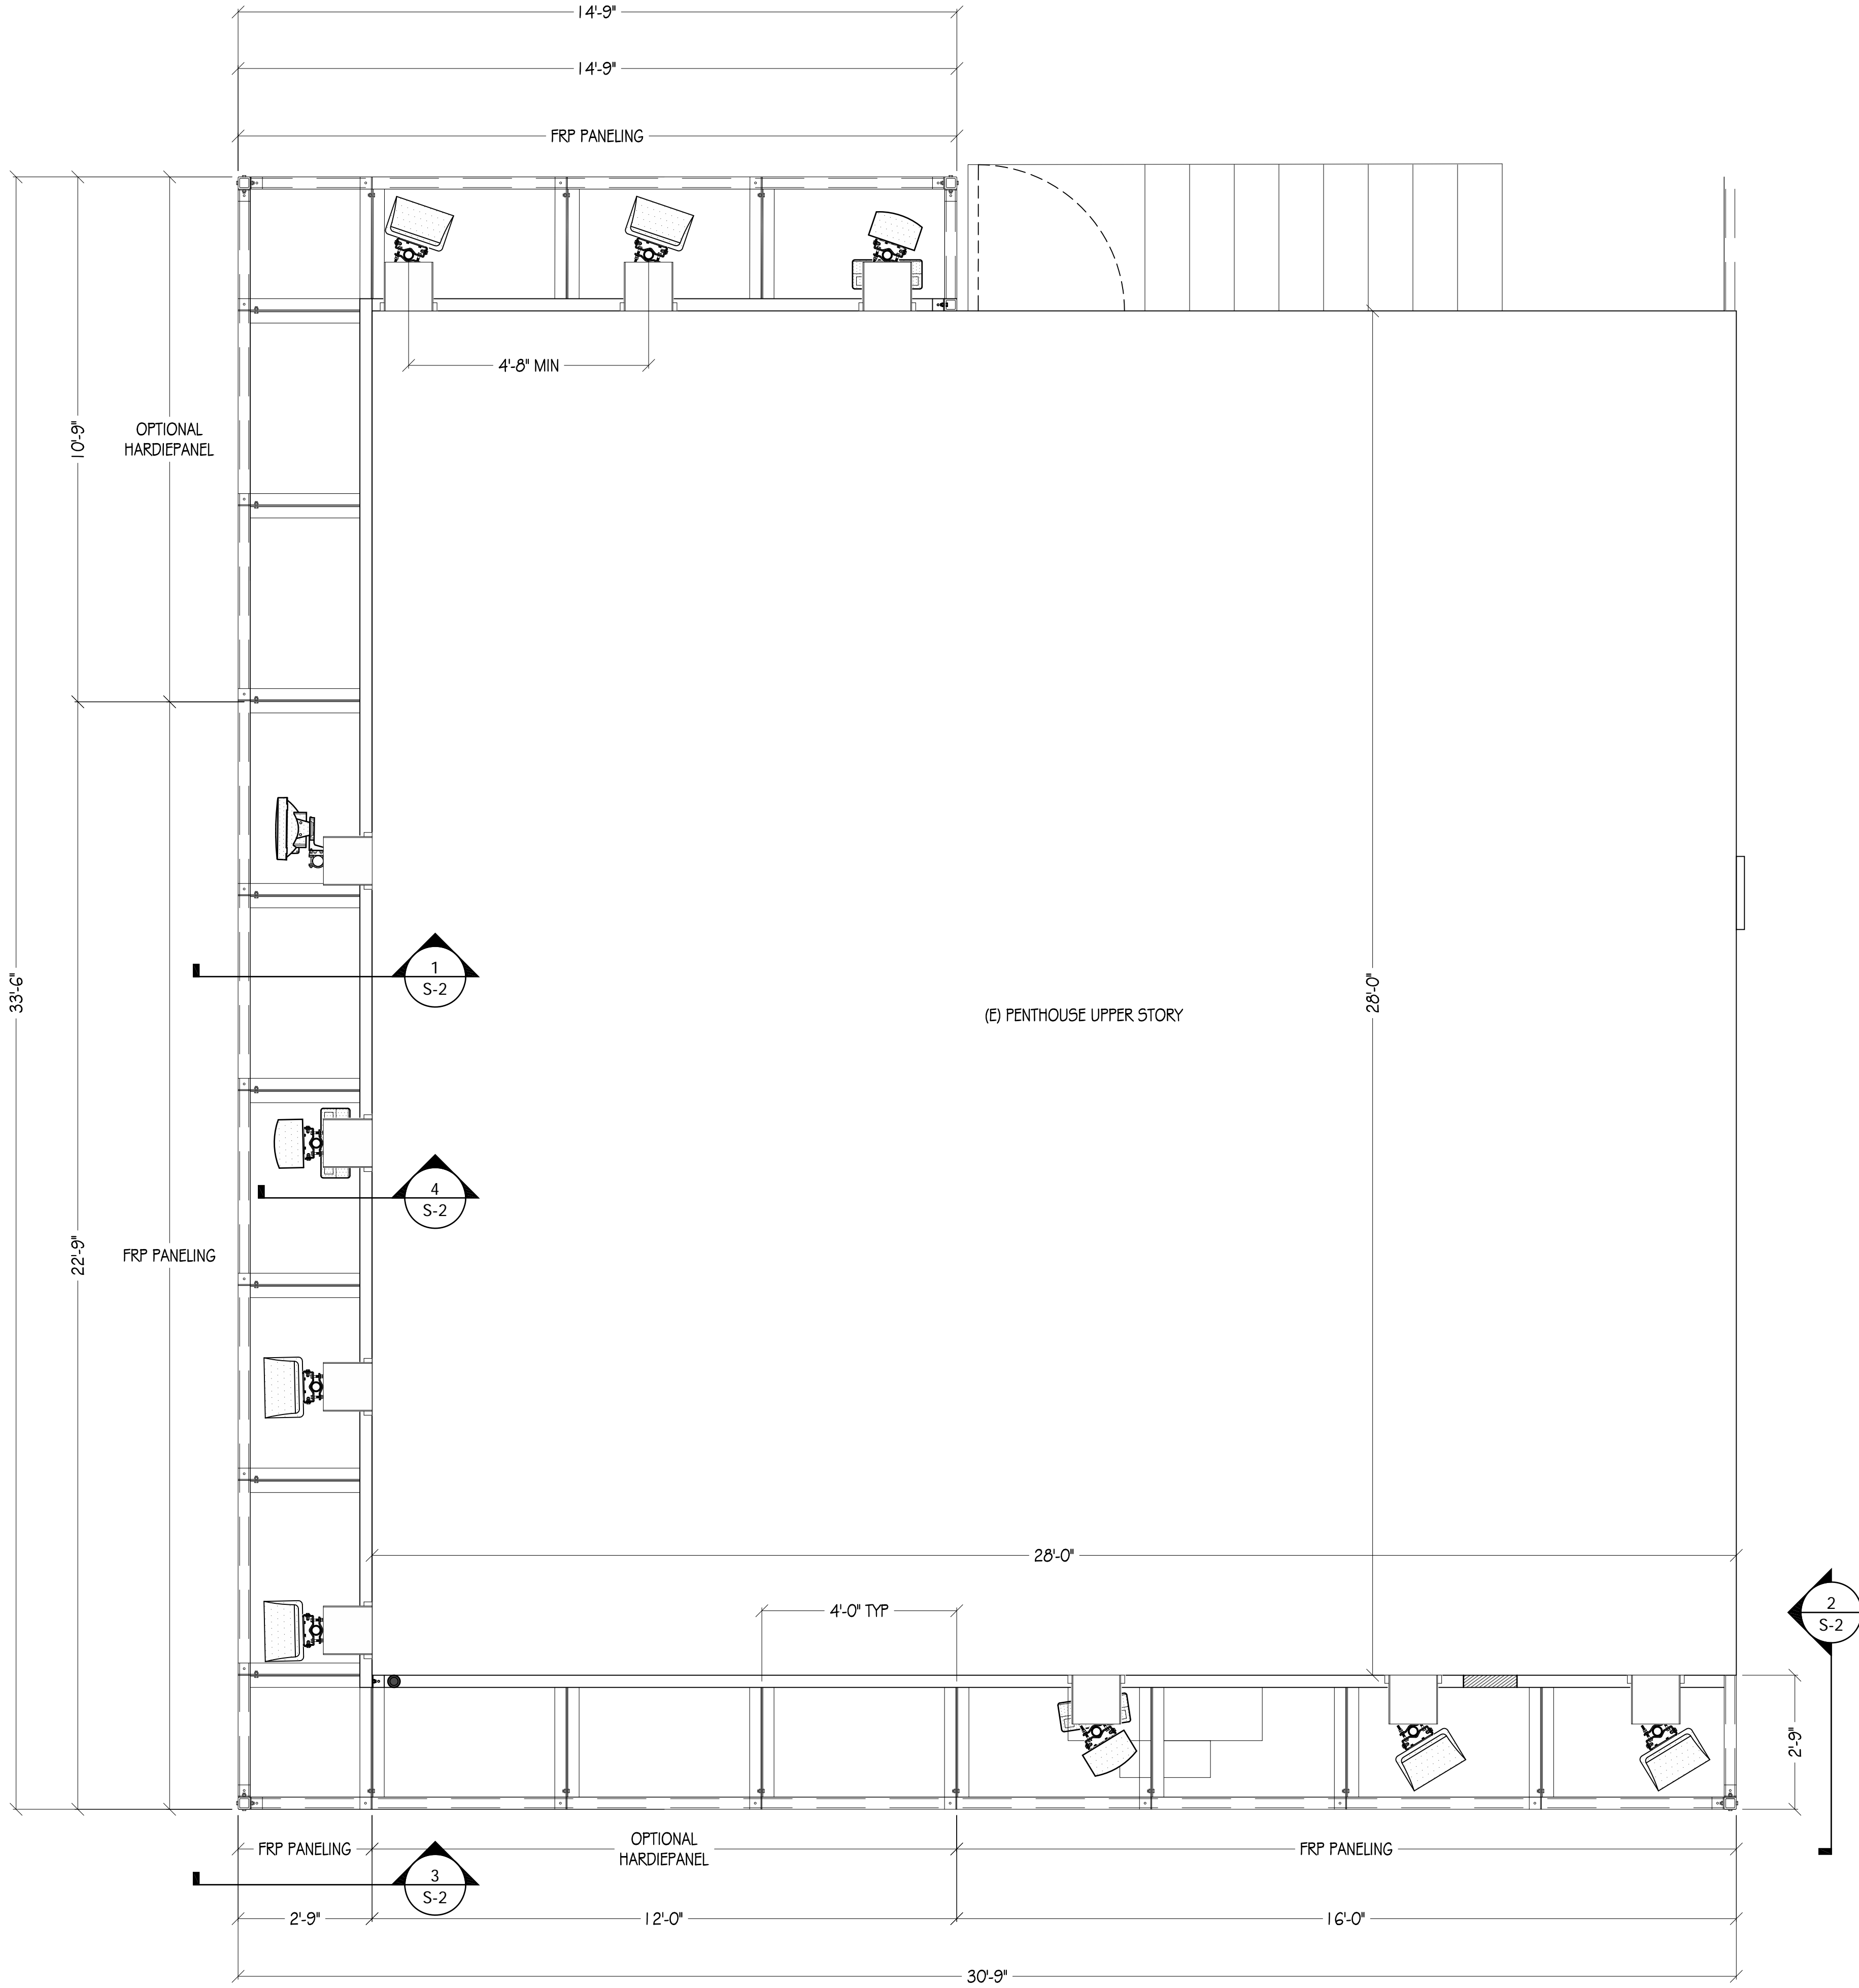 14'-9"
14'-9"
FRP PANELING
4'-8" MIN
OPTIONAL
HARDIEPANEL
10'-9"
33'-6"
1
S-2
28'-0"
(E) PENTHOUSE UPPER STORY
4
S-2
22'-9"
FRP PANELING
28'-0"
4'-0" TYP
2
S-2
2'-9"
FRP PANELING
OPTIONAL
HARDIEPANEL
FRP PANELING
3
S-2
2'-9"
12'-0"
16'-0"
30'-9"